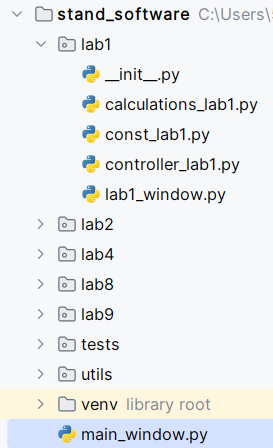 stand_software C:\Users\
lab1
__init__.py
calculations_lab1.py
const_lab1.py
controller_lab1.py
lab1_window.py
lab2
lab4
lab8
lab9
tests
utils
venv library root
main_window.py